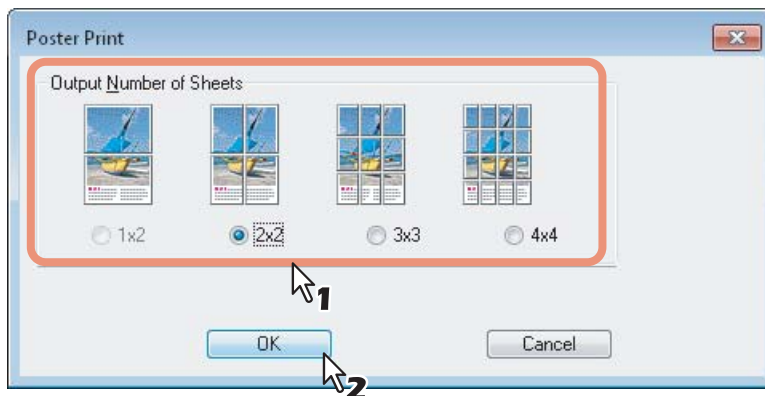 Poster Print
Output Number of Sheets
1x2
2x2
3x3
4x4
1
OK
Cancel
2